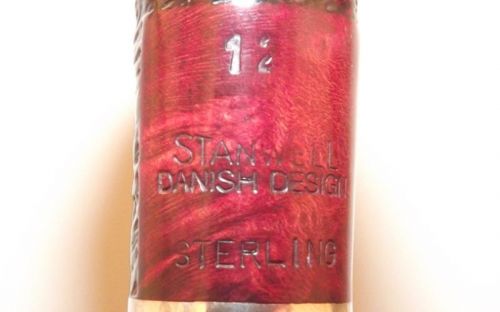 12
STANWELL
DANISH DESIGN
STERLING